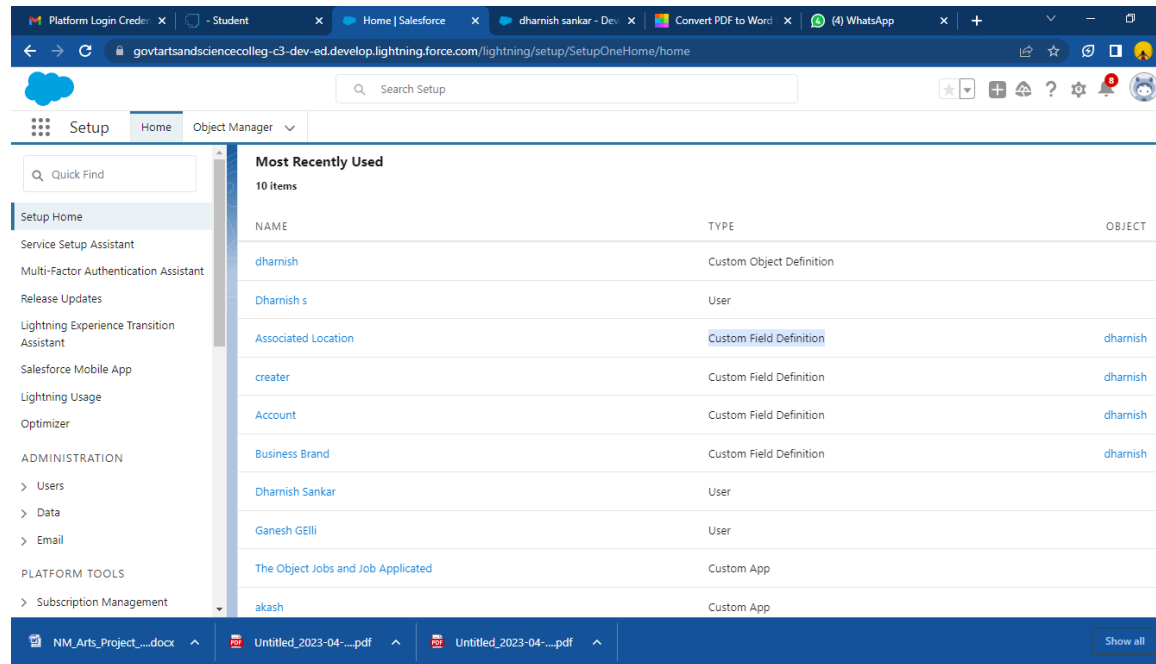 Platform Login Creden
- Student
Home | Salesforce
dharnish sankar - Dev
Convert PDF to Word
(4) WhatsApp
govtartsandsciencecolleg-c3-dev-ed.develop.lightning.force.com/lightning/setup/SetupOneHome/home
Search Setup
8
Setup
Home
Object Manager
Quick Find
Setup Home
Service Setup Assistant
Multi-Factor Authentication Assistant
Release Updates
Lightning Experience Transition
Assistant
Salesforce Mobile App
Lightning Usage
Optimizer
ADMINISTRATION
> Users
> Data
> Email
PLATFORM TOOLS
> Subscription Management
Most Recently Used
10 items
NAME TYPE OBJECT
dharnish Custom Object Definition
Dharnish s User
Associated Location Custom Field Definition dharnish
creater Custom Field Definition dharnish
Account Custom Field Definition dharnish
Business Brand Custom Field Definition dharnish
Dharnish Sankar User
Ganesh GElli User
The Object Jobs and Job Applicated Custom App
akash Custom App
NM_Arts_Project_....docx
Untitled_2023-04-....pdf
Untitled_2023-04-....pdf
Show all